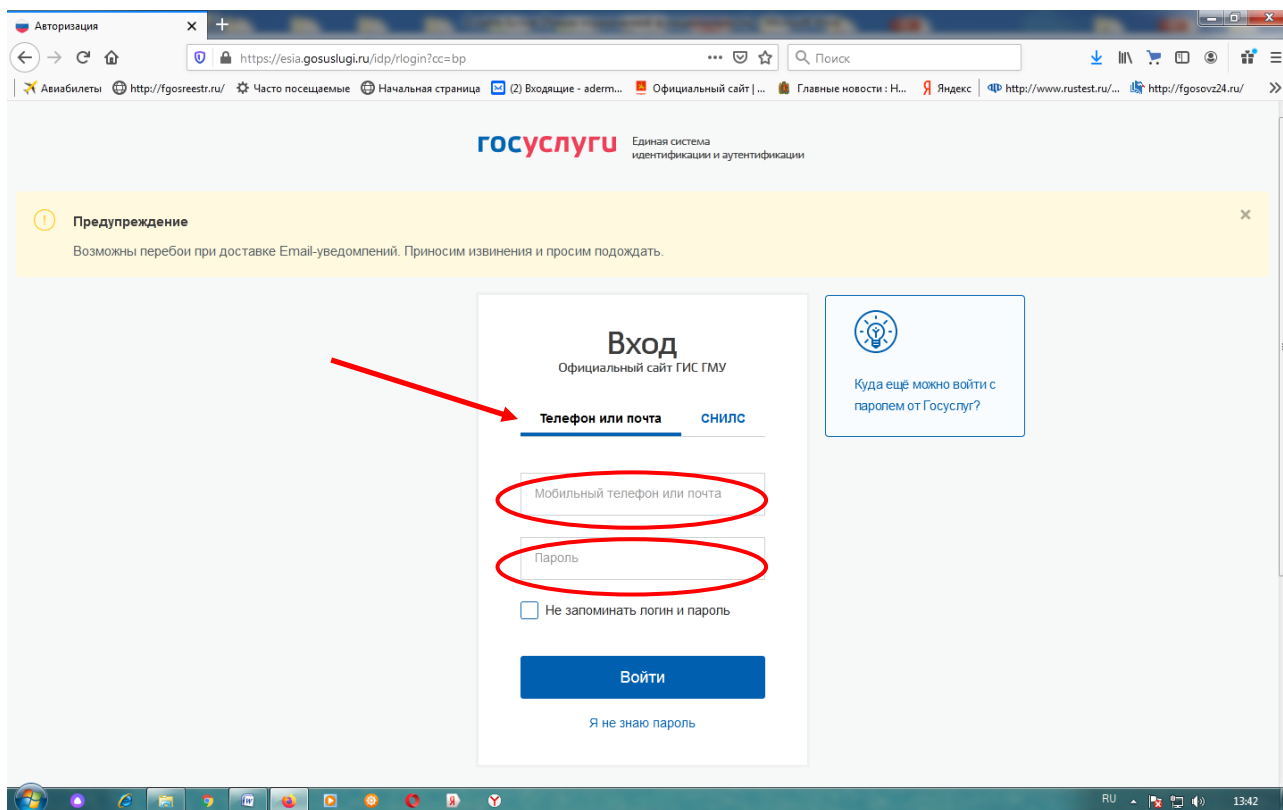 Авторизация
https://esia.gosuslugi.ru/idp/rlogin?cc=bp
Поиск
Авиабилеты http://fgosreestr.ru/ Часто посещаемые Начальная страница (2) Входящие - aderm... Официальный сайт | ... Главные новости : Н... Яндекс http://www.rustest.ru/... http://fgosovz24.ru/
госуслуги
Единая система
идентификации и аутентификации
Предупреждение
Возможны перебои при доставке Email-уведомлений. Приносим извинения и просим подождать.
Вход
Официальный сайт ГИС ГМУ
Телефон или почта СНИЛС
Мобильный телефон или почта
Пароль
Не запоминать логин и пароль
Войти
Я не знаю пароль
Куда ещё можно войти с
паролем от Госуслуг?
RU 13:42